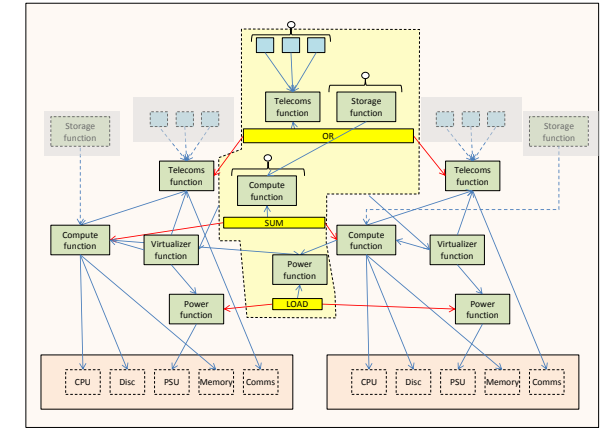 Telecoms
function
Storage
function
Storage
function
Storage
function
OR
Telecoms
function
Telecoms
function
Compute
function
SUM
Compute
function
Virtualizer
function
Compute
function
Virtualizer
function
Power
function
Power
function
LOAD
Power
function
CPU
Disc
PSU
Memory
Comms
CPU
Disc
PSU
Memory
Comms